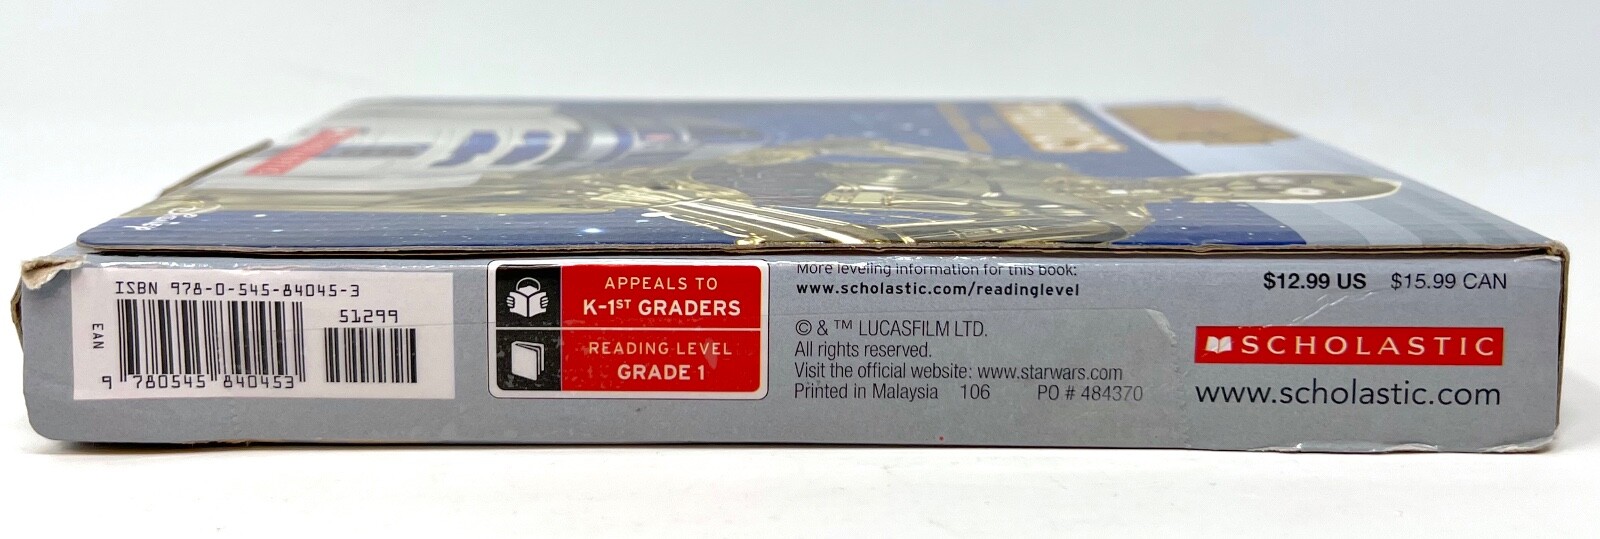 ISBN 978-0-545-84045-3
51299
EAN
9 780545 840453
APPEALS TO
K-1ST GRADERS
READING LEVEL
GRADE 1
More leveling information for this book:
www.scholastic.com/readinglevel
© & ™ LUCASFILM LTD.
All rights reserved.
Visit the official website: www.starwars.com
Printed in Malaysia 106 PO # 484370
$12.99 US $15.99 CAN
SCHOLASTIC
www.scholastic.com